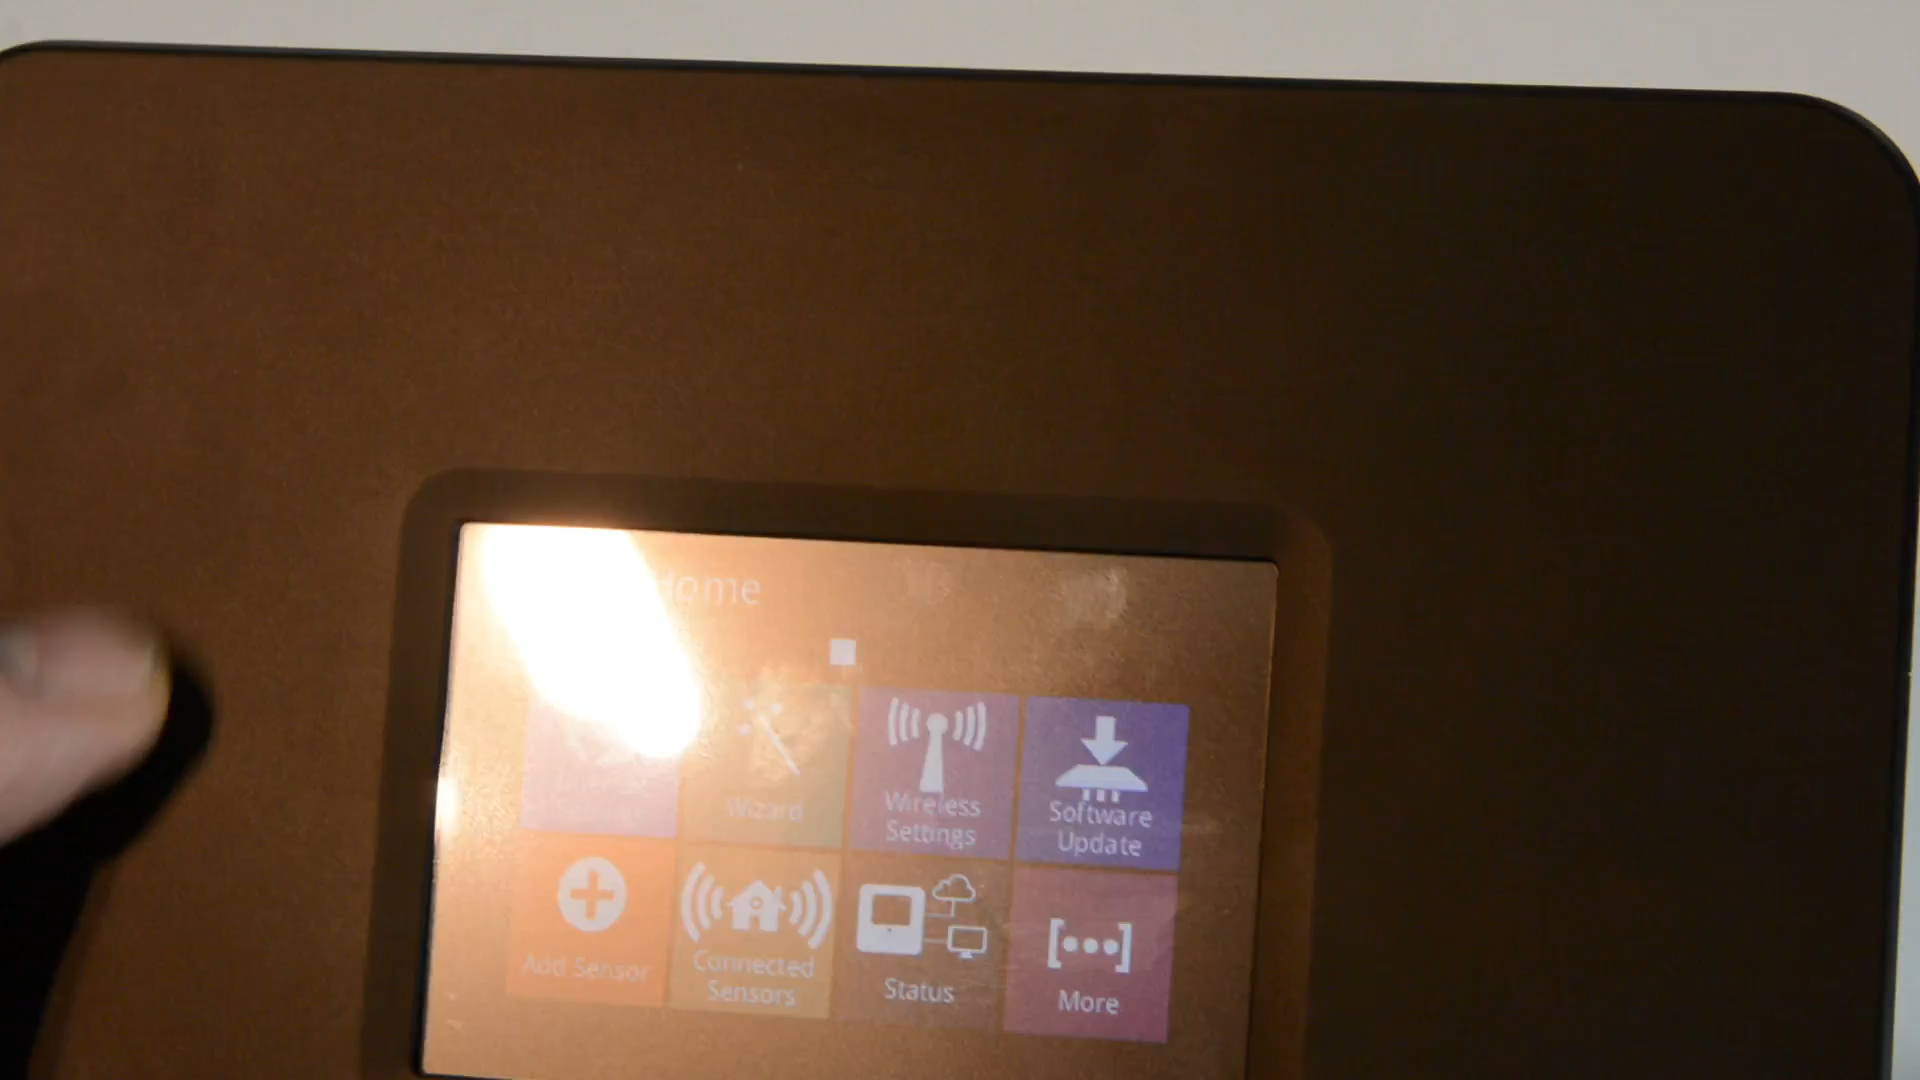 Home
Wizard
Wireless
Settings
Software
Update
Add Sensor
Connected
Sensors
Status
More